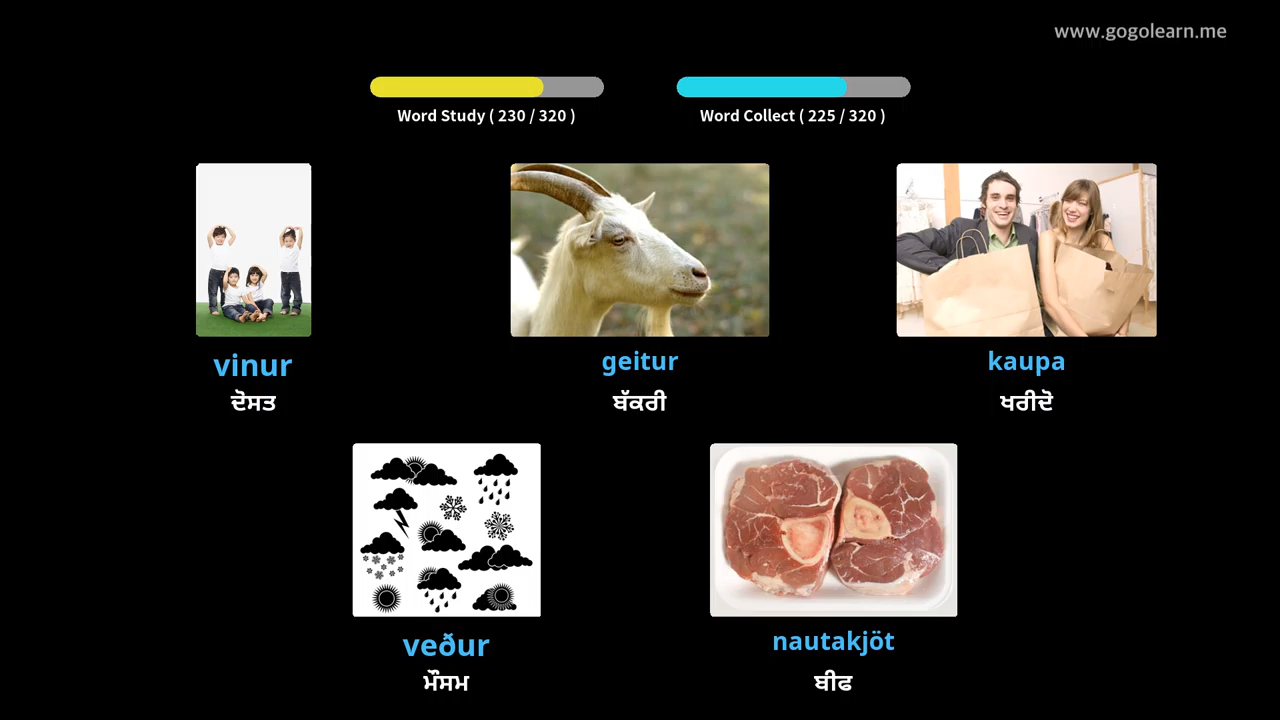 www.gogolearn.me
Word Study ( 230 / 320 )
Word Collect ( 225 / 320 )
vinur
ਦੋਸਤ
geitur
ਬੱਕਰੀ
kaupa
ਖਰੀਦੋ
veður
ਮੌਸਮ
nautakjöt
ਬੀਫ